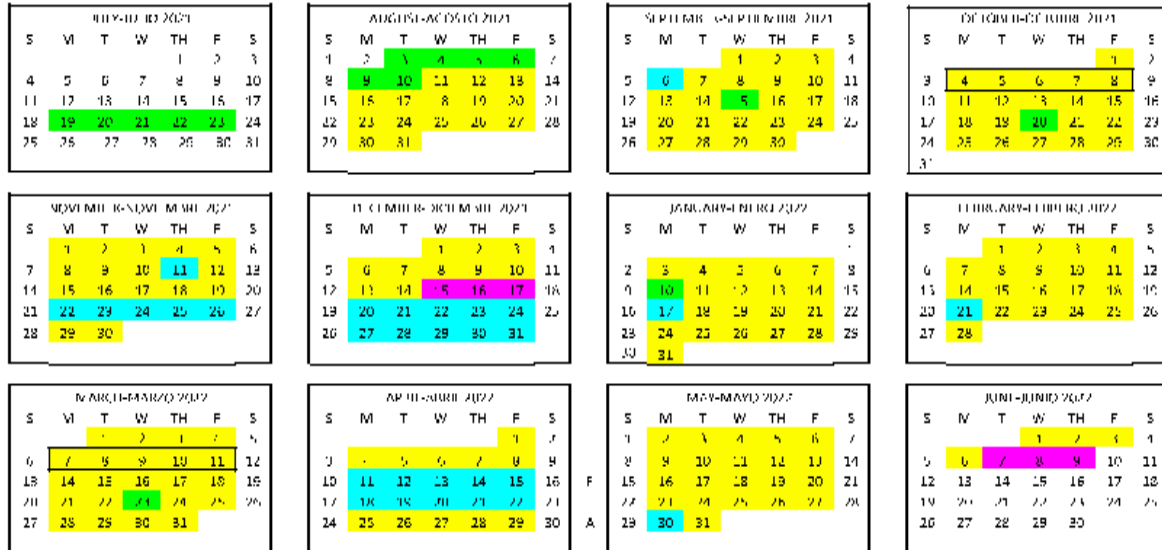 JULY-JULIO 2021
S M T W TH F S
1 2 3
4 5 6 7 8 9 10
11 12 13 14 15 16 17
18 19 20 21 22 23 24
25 26 27 28 29 30 31
AUGUST-AGOSTO 2021
S M T W TH F S
1 2 3 4 5 6 7
8 9 10 11 12 13 14
15 16 17 18 19 20 21
22 23 24 25 26 27 28
29 30 31
SEPTEMBER-SEPTIEMBRE 2021
S M T W TH F S
1 2 3 4
5 6 7 8 9 10 11
12 13 14 15 16 17 18
19 20 21 22 23 24 25
26 27 28 29 30
OCTOBER-OCTUBRE 2021
S M T W TH F S
1 2
3 4 5 6 7 8 9
10 11 12 13 14 15 16
17 18 19 20 21 22 23
24 25 26 27 28 29 30
31
NOVEMBER-NOVIEMBRE 2021
S M T W TH F S
1 2 3 4 5 6
7 8 9 10 11 12 13
14 15 16 17 18 19 20
21 22 23 24 25 26 27
28 29 30
DECEMBER-DICIEMBRE 2021
S M T W TH F S
1 2 3 4
5 6 7 8 9 10 11
12 13 14 15 16 17 18
19 20 21 22 23 24 25
26 27 28 29 30 31
JANUARY-ENERO 2022
S M T W TH F S
1
2 3 4 5 6 7 8
9 10 11 12 13 14 15
16 17 18 19 20 21 22
23 24 25 26 27 28 29
30 31
FEBRUARY-FEBRERO 2022
S M T W TH F S
1 2 3 4 5
6 7 8 9 10 11 12
13 14 15 16 17 18 19
20 21 22 23 24 25 26
27 28
MARCH-MARZO 2022
S M T W TH F S
1 2 3 4 5
6 7 8 9 10 11 12
13 14 15 16 17 18 19
20 21 22 23 24 25 26
27 28 29 30 31
APRIL-ABRIL 2022
S M T W TH F S
1 2
3 4 5 6 7 8 9
10 11 12 13 14 15 16
17 18 19 20 21 22 23
24 25 26 27 28 29 30
F
A
MAY-MAYO 2022
S M T W TH F S
1 2 3 4 5 6 7
8 9 10 11 12 13 14
15 16 17 18 19 20 21
22 23 24 25 26 27 28
29 30 31
JUNE-JUNIO 2022
S M T W TH F S
1 2 3 4
5 6 7 8 9 10 11
12 13 14 15 16 17 18
19 20 21 22 23 24 25
26 27 28 29 30